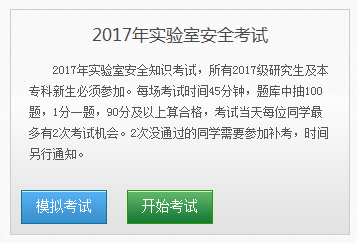 2017年实验室安全考试
2017年实验室安全知识考试，所有2017级研究生及本
专科新生必须参加。每场考试时间45分钟，题库中抽100
题，1分一题，90分及以上算合格，考试当天每位同学最
多有2次考试机会。2次没通过的同学需要参加补考，时间
另行通知。
模拟考试 开始考试